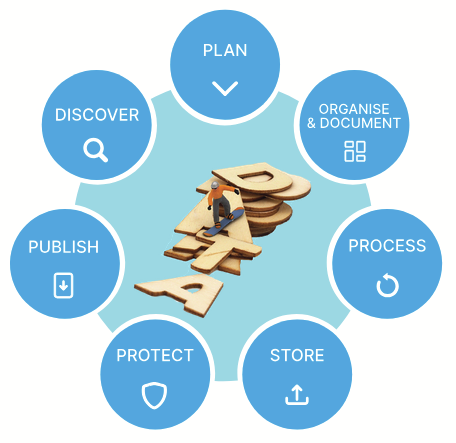 PLAN
ORGANISE
& DOCUMENT
PROCESS
STORE
PROTECT
PUBLISH
DISCOVER
D
A
T
A